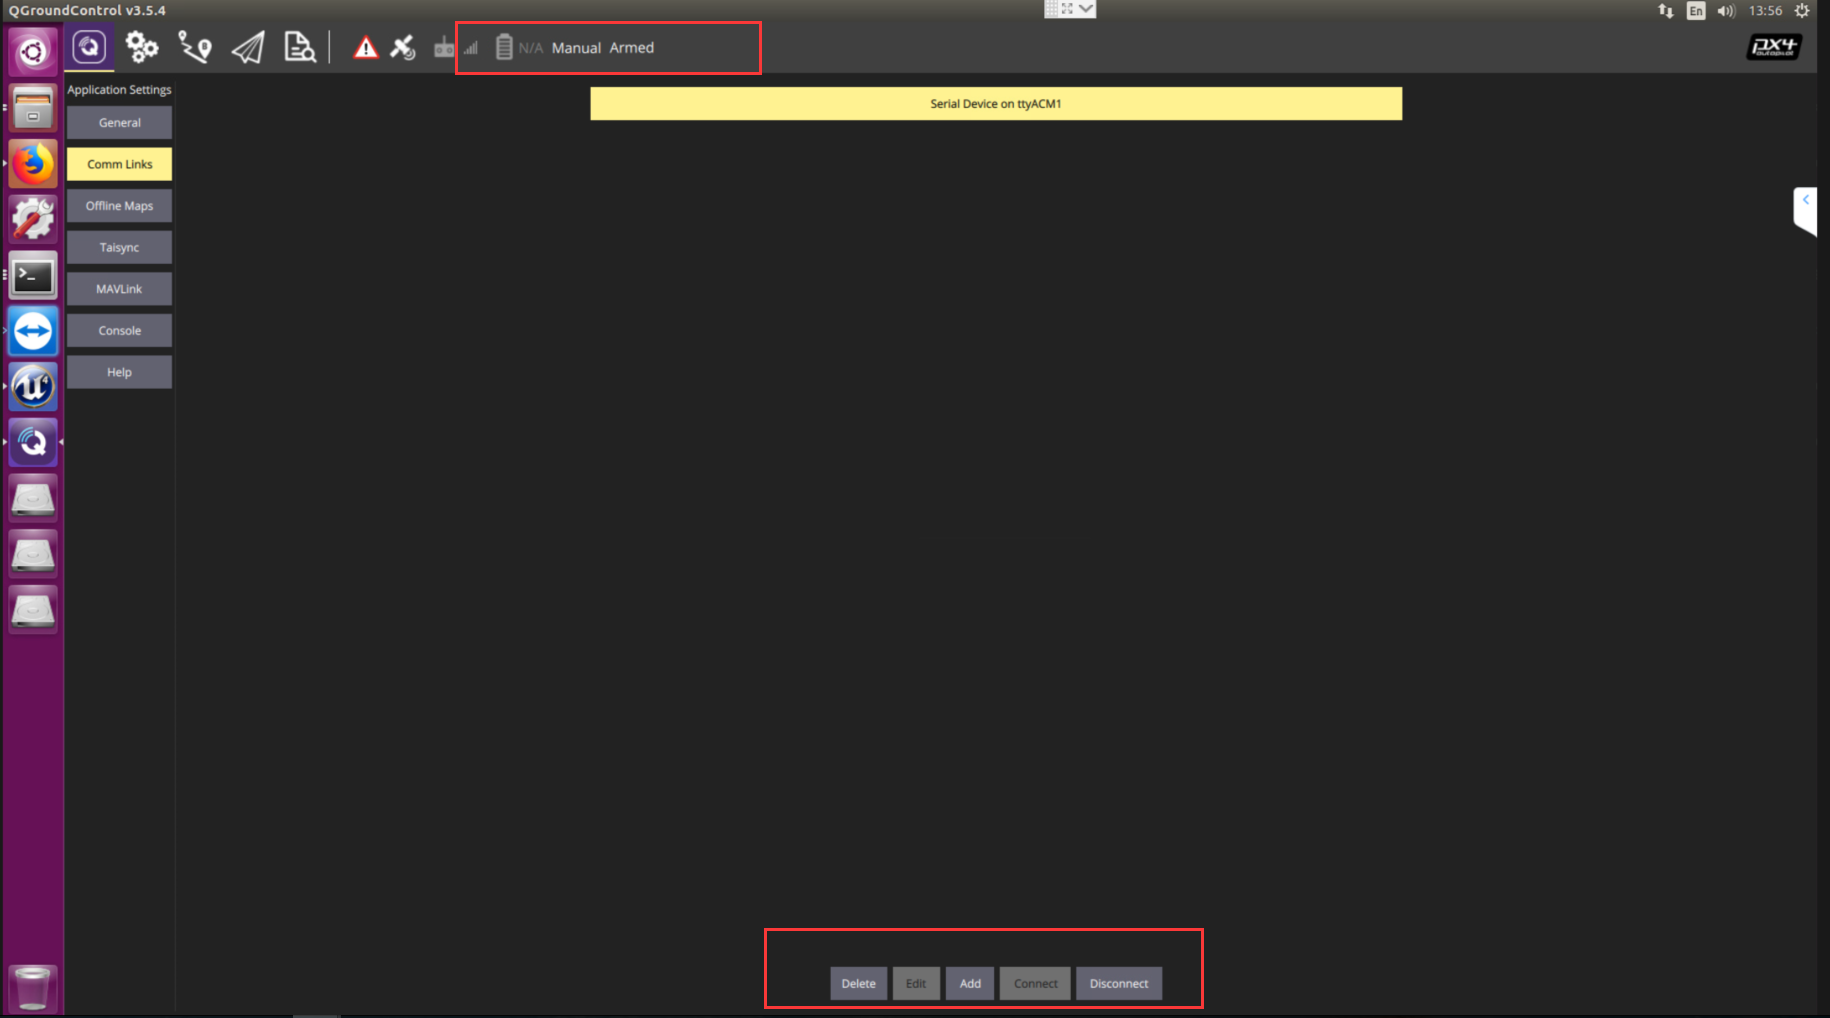 QGroundControl v3.5.4
En 13:56
N/A Manual Armed
px4
autopilot
Application Settings
General
Comm Links
Offline Maps
Taisync
MAVLink
Console
Help
Serial Device on ttyACM1
Delete Edit Add Connect Disconnect